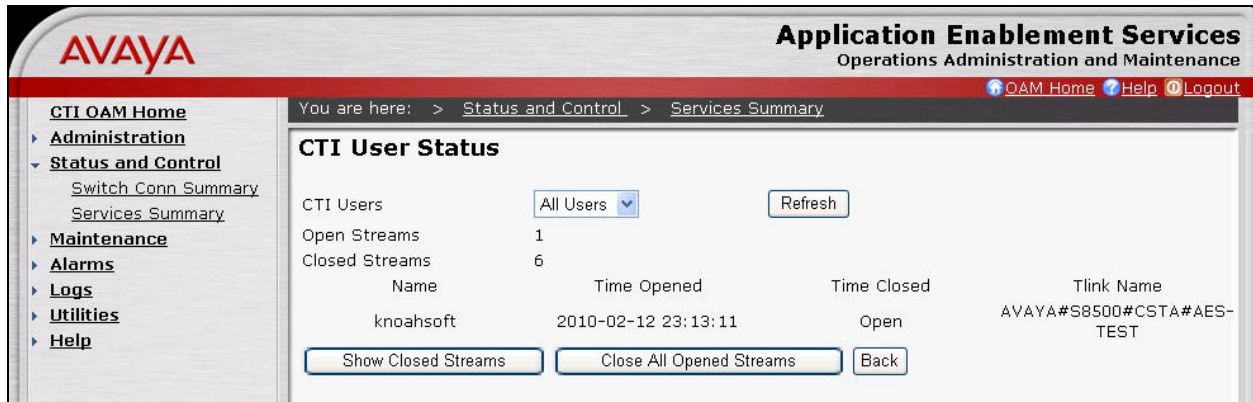 AVAYA
Application Enablement Services
Operations Administration and Maintenance
OAM Home Help Logout
CTI OAM Home
Administration
Status and Control
Switch Conn Summary
Services Summary
Maintenance
Alarms
Logs
Utilities
Help
You are here: > Status and Control > Services Summary
CTI User Status
CTI Users All Users Refresh
Open Streams 1
Closed Streams 6
Name Time Opened Time Closed Tlink Name
knoahsoft 2010-02-12 23:13:11 Open AVAYA#S8500#CSTA#AES-
TEST
Show Closed Streams Close All Opened Streams Back